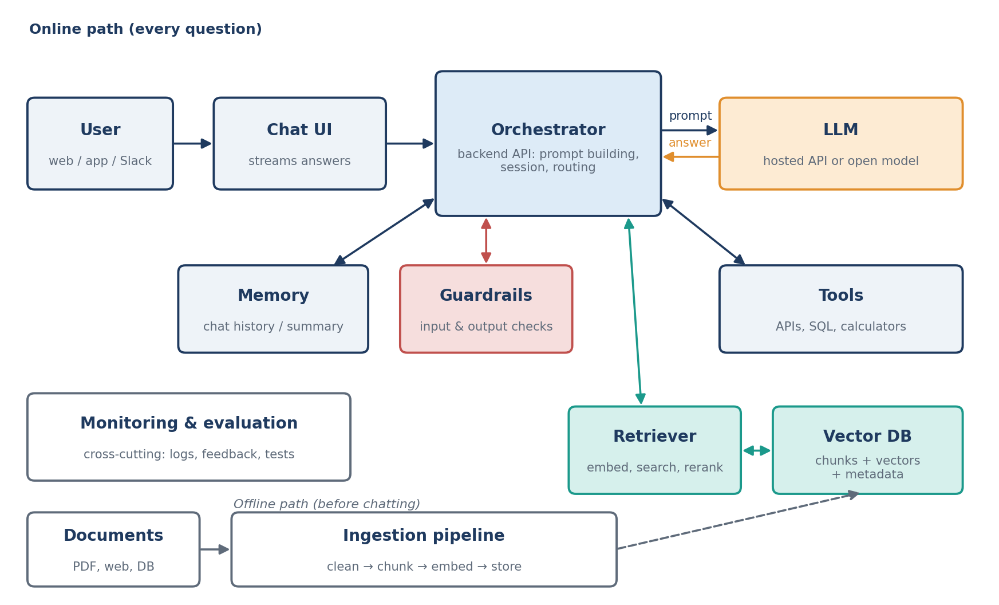 Online path (every question)
User
web / app / Slack
Chat UI
streams answers
Orchestrator
backend API: prompt building,
session, routing
prompt
answer
LLM
hosted API or open model
Memory
chat history / summary
Guardrails
input & output checks
Tools
APIs, SQL, calculators
Monitoring & evaluation
cross-cutting: logs, feedback, tests
Retriever
embed, search, rerank
Vector DB
chunks + vectors
+ metadata
Offline path (before chatting)
Documents
PDF, web, DB
Ingestion pipeline
clean → chunk → embed → store